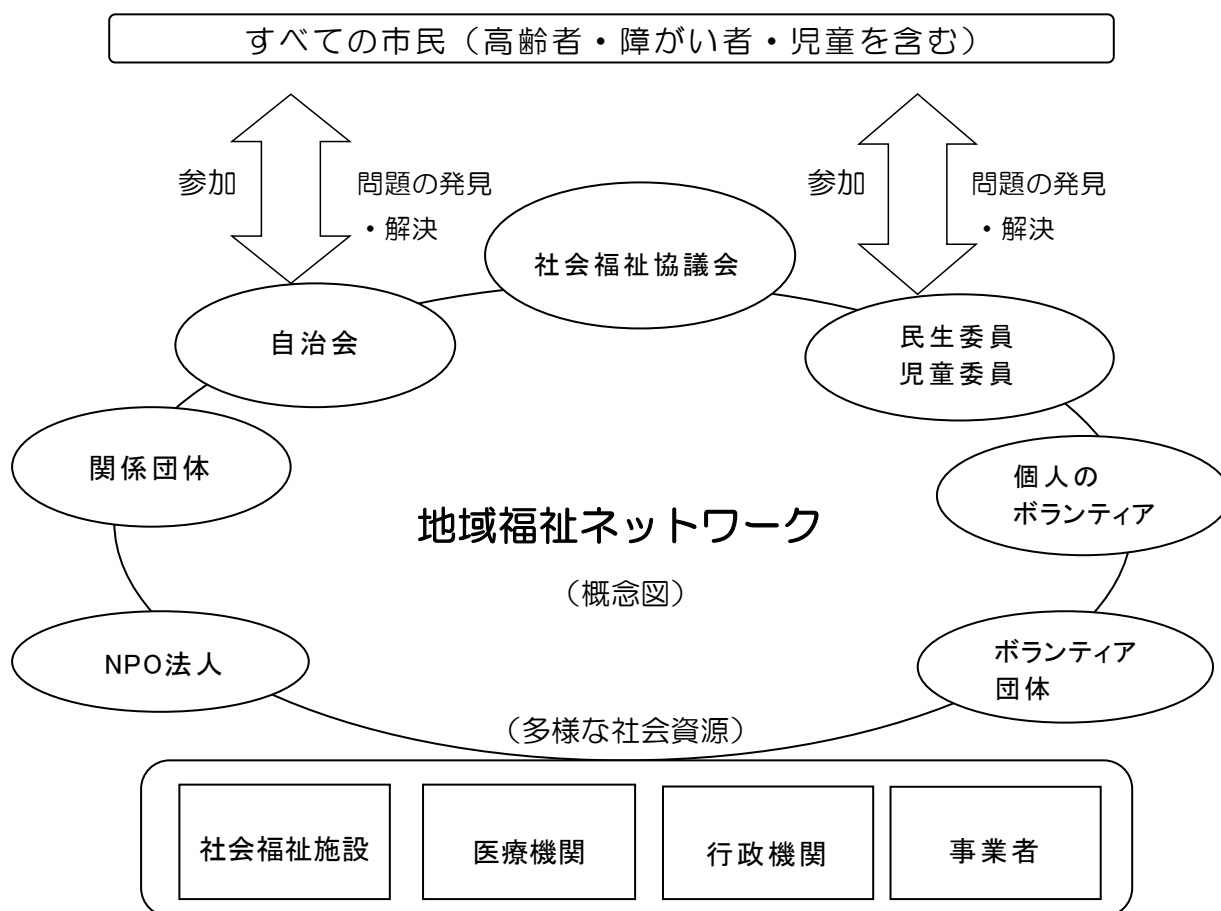 すべての市民（高齢者・障がい者・児童を含む）
参加
問題の発見
・解決
参加
問題の発見
・解決
社会福祉協議会
自治会
民生委員
児童委員
関係団体
個人の
ボランティア
地域福祉ネットワーク
（概念図）
NPO法人
ボランティア
団体
（多様な社会資源）
社会福祉施設
医療機関
行政機関
事業者